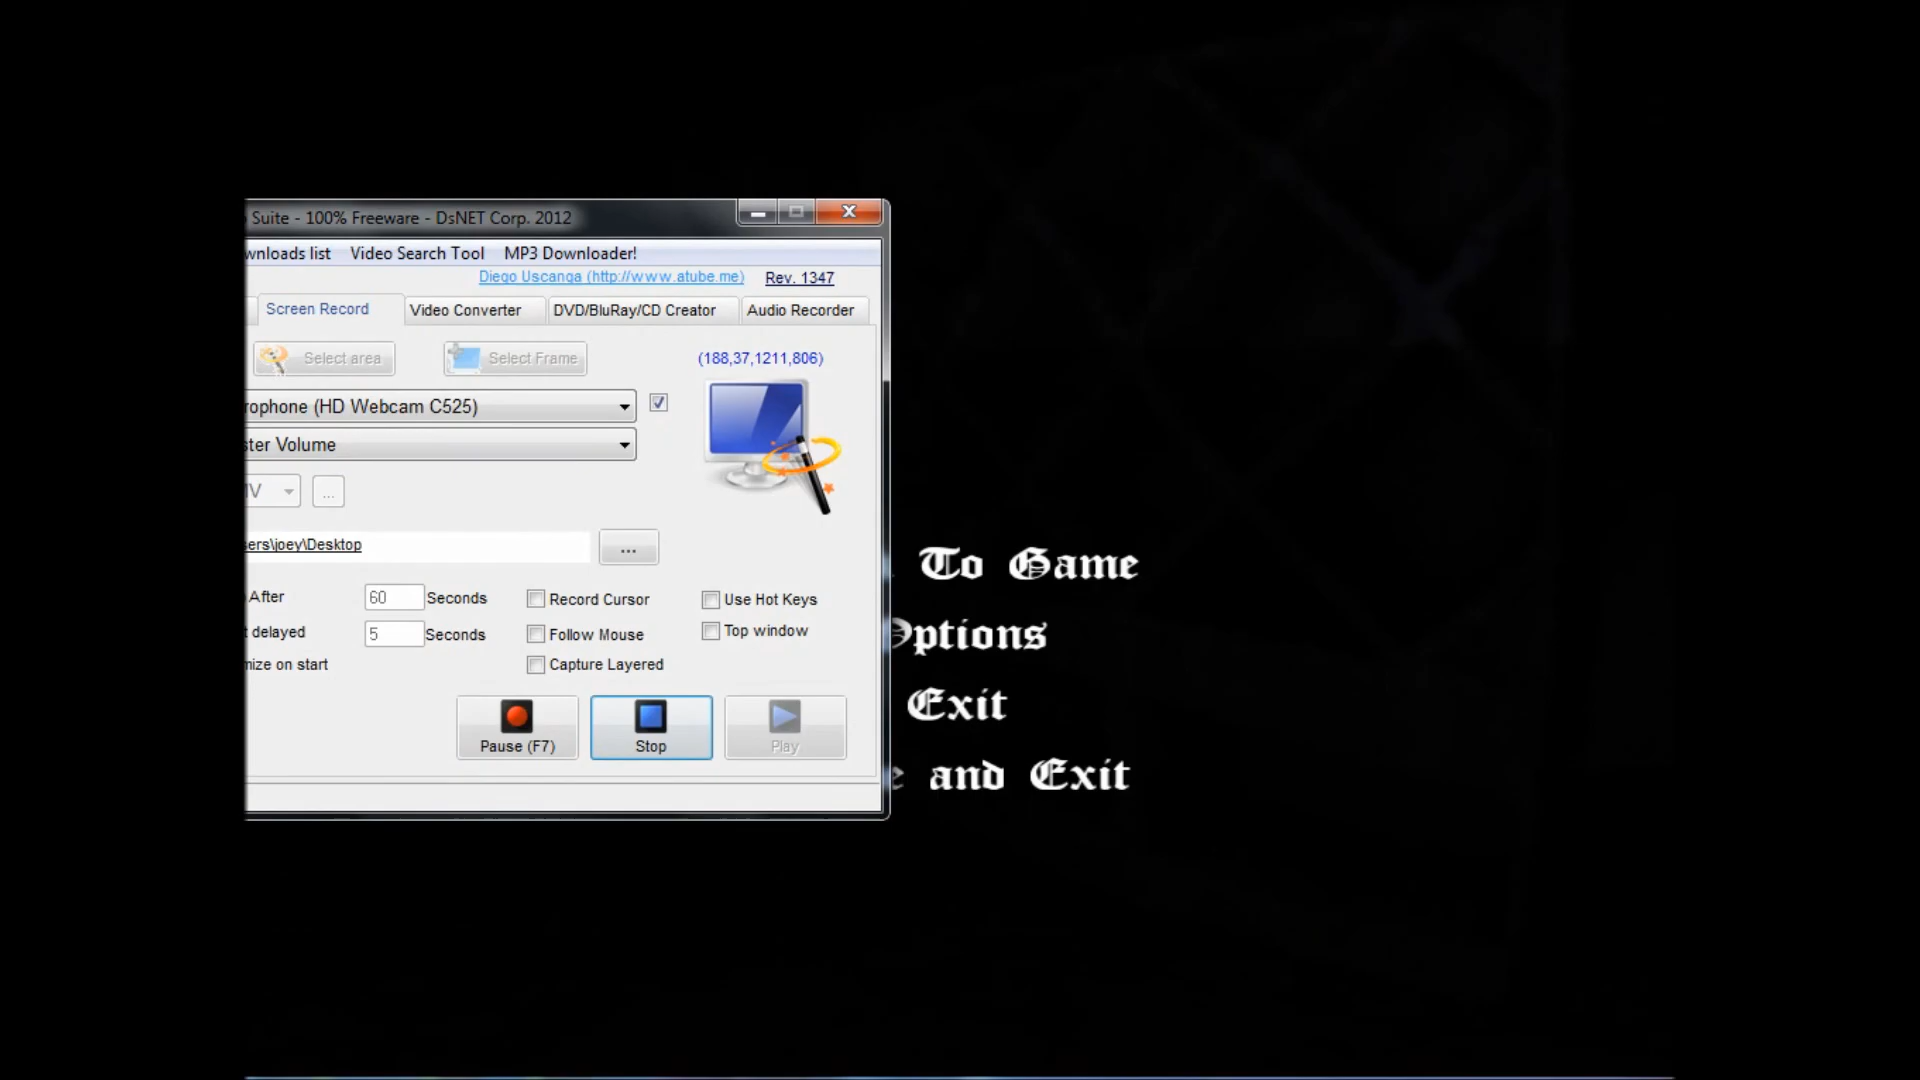 Suite - 100% Freeware - DsNET Corp. 2012
wnloads list Video Search Tool MP3 Downloader!
Diego Uscanga (http://www.atube.me) Rev. 1347
Screen Record Video Converter DVD/BluRay/CD Creator Audio Recorder
Select area Select Frame (188,37,1211,806)
rophone (HD Webcam C525)
ster Volume
...
ers\joey\Desktop ...
After 60 Seconds Record Cursor Use Hot Keys
t delayed 5 Seconds Follow Mouse Top window
mize on start Capture Layered
Pause (F7) Stop Play
To Game
Options
Exit
e and Exit